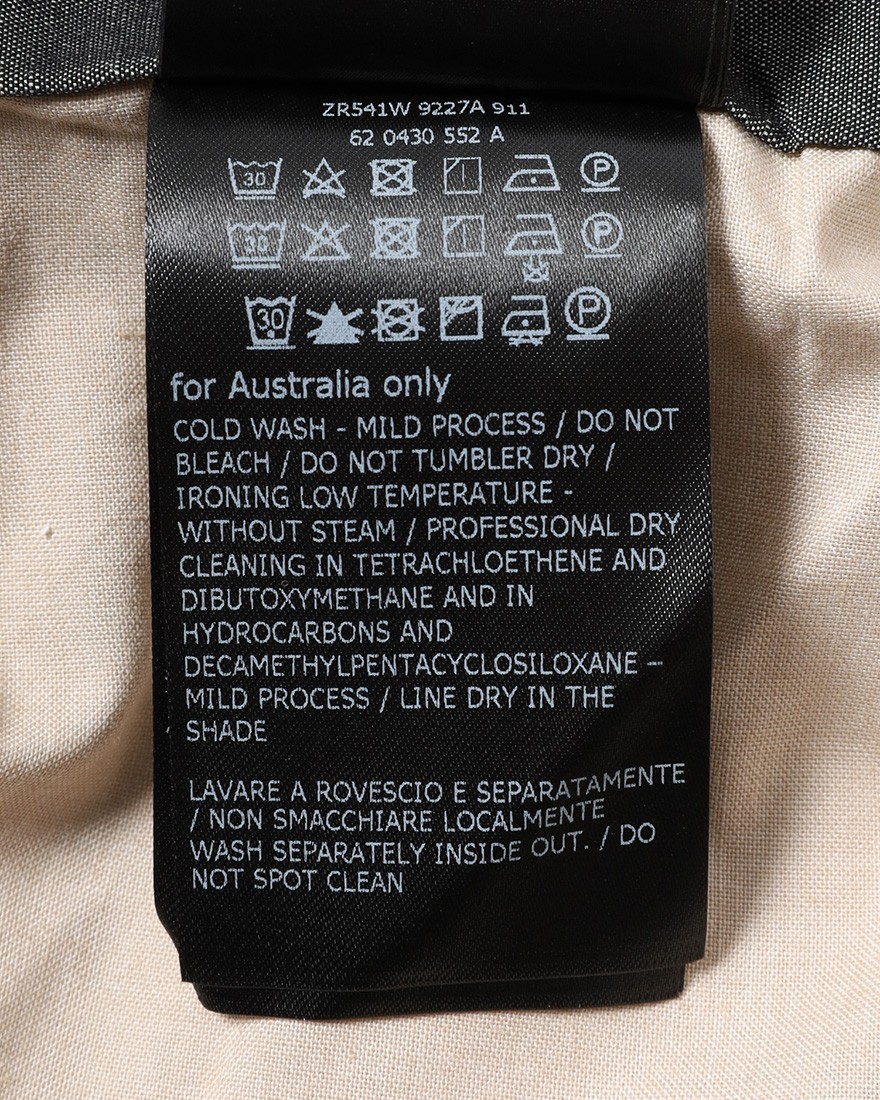 ZR541W 9227A 911
62 0430 552 A
30 P
30 P
30 P
for Australia only
COLD WASH - MILD PROCESS / DO NOT
BLEACH / DO NOT TUMBLER DRY /
IRONING LOW TEMPERATURE -
WITHOUT STEAM / PROFESSIONAL DRY
CLEANING IN TETRACHLOETHENE AND
DIBUTOXYMETHANE AND IN
HYDROCARBONS AND
DECAMETHYLPENTACYCLOSILOXANE --
MILD PROCESS / LINE DRY IN THE
SHADE
LAVARE A ROVESCIO E SEPARATAMENTE
/ NON SMACCHIARE LOCALMENTE
WASH SEPARATELY INSIDE OUT. / DO
NOT SPOT CLEAN